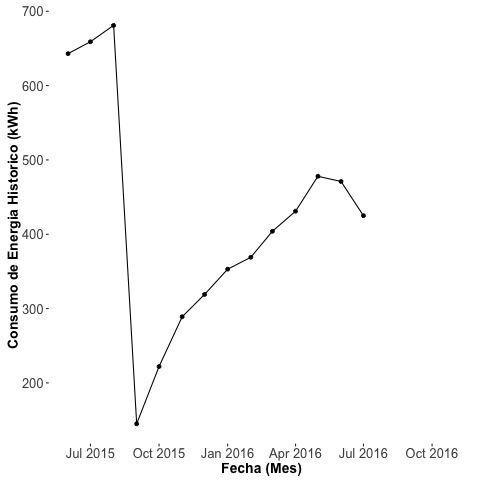 Consumo de Energia Historico (kWh)
700
600
500
400
300
200
Jul 2015
Oct 2015
Jan 2016
Apr 2016
Jul 2016
Oct 2016
Fecha (Mes)